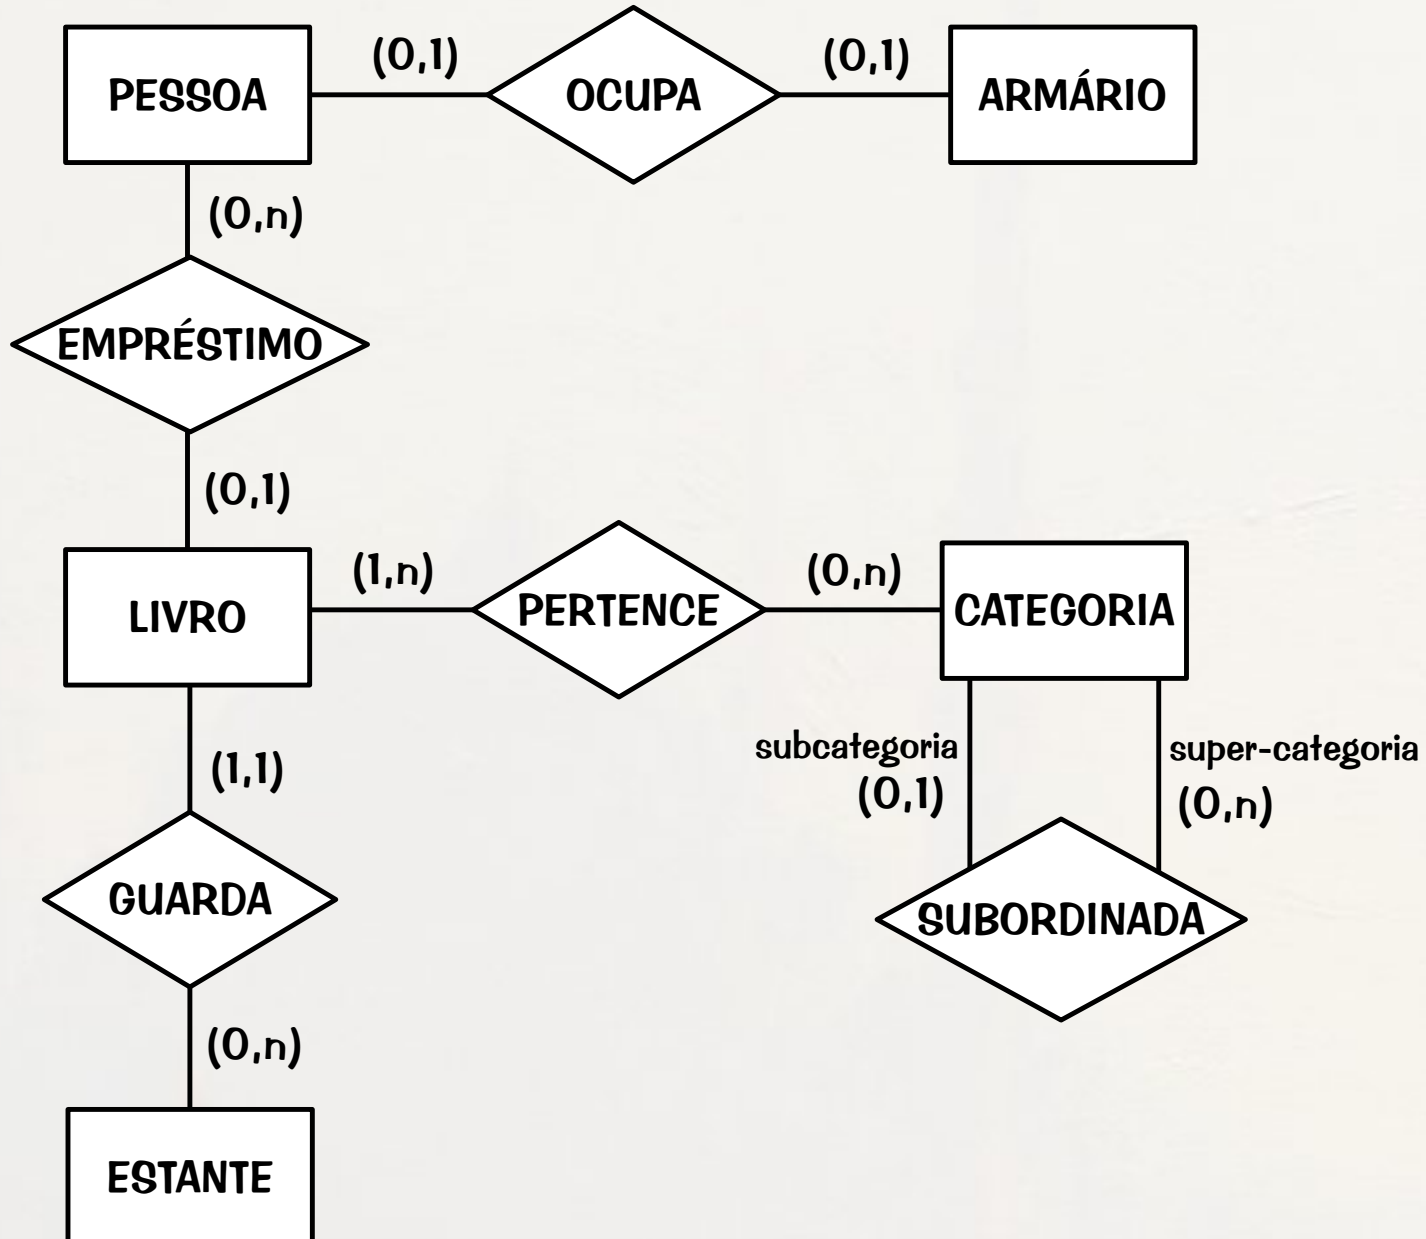 PESSOA
(0,1)
OCUPA
(0,1)
ARMÁRIO
(0,n)
EMPRÉSTIMO
(0,1)
LIVRO
(1,n)
PERTENCE
(0,n)
CATEGORIA
subcategoria
(0,1)
super-categoria
(0,n)
(1,1)
GUARDA
SUBORDINADA
(0,n)
ESTANTE